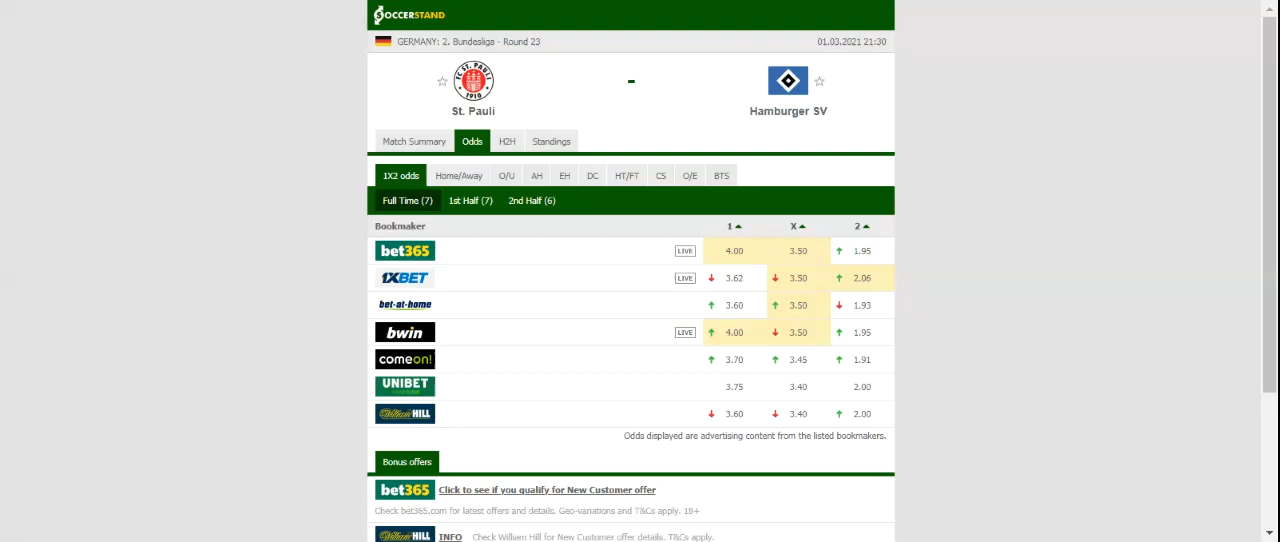 SOCCERSTAND
GERMANY: 2. Bundesliga - Round 23 01.03.2021 21:30
FC ST. PAULI
1910
-
St. Pauli Hamburger SV
Match Summary Odds H2H Standings
1X2 odds Home/Away O/U AH EH DC HT/FT CS O/E BTS
Full Time (7) 1st Half (7) 2nd Half (6)
Bookmaker 1 X 2
bet365 LIVE 4.00 3.50 1.95
1XBET LIVE 3.62 3.50 2.06
bet-at-home 3.60 3.50 1.93
bwin LIVE 4.00 3.50 1.95
comeon! 3.70 3.45 1.91
UNIBET 3.75 3.40 2.00
William HILL 3.60 3.40 2.00
Odds displayed are advertising content from the listed bookmakers.
Bonus offers
bet365 Click to see if you qualify for New Customer offer
Check bet365.com for latest offers and details. Geo-variations and T&Cs apply. 18+
William HILL INFO Check William Hill for New Customer offer details. T&Cs apply.